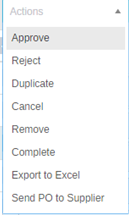 Actions
Approve
Reject
Duplicate
Cancel
Remove
Complete
Export to Excel
Send PO to Supplier